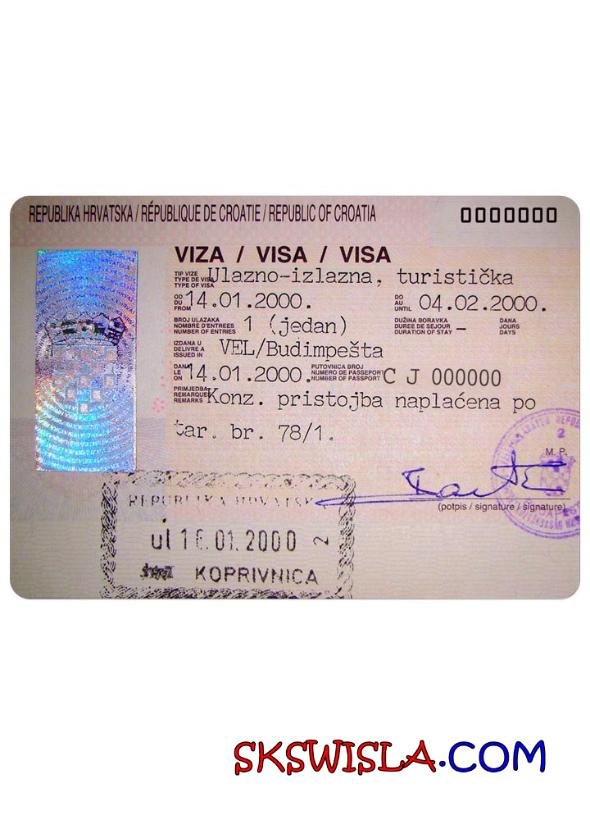 REPUBLIKA HRVATSKA / RÉPUBLIQUE DE CROATIE / REPUBLIC OF CROATIA 0000000
VIZA / VISA / VISA
TIP VIZE
TYPE DE VISA
TYPE OF VISA
Ulazno-izlazna, turistička
OD
DU
FROM
14.01.2000.
DO
AU
UNTIL
04.02.2000.
BROJ ULAZAKA
NOMBRE D'ENTREES
NUMBER OF ENTRIES
1 (jedan)
DUŽINA BORAVKA
DUREE DE SEJOUR
DURATION OF STAY
–
DANA
JOURS
DAYS
IZDANA U
DELIVRE A
ISSUED IN
VEL/Budimpešta
DANA
LE
ON
14.01.2000.
PUTOVNICA BROJ
NUMERO DE PASSEPORT
NUMBER OF PASSPORT
CJ 000000
PRIMJEDBA
REMARQUES
REMARKS
Konz. pristojba naplaćena po
tar. br. 78/1.
M. P.
2
(potpis / signature / signature)
REPUBLIKA HRVATSK
ul 16.01.2000 2
KOPRIVNICA
SKSWISLA.COM